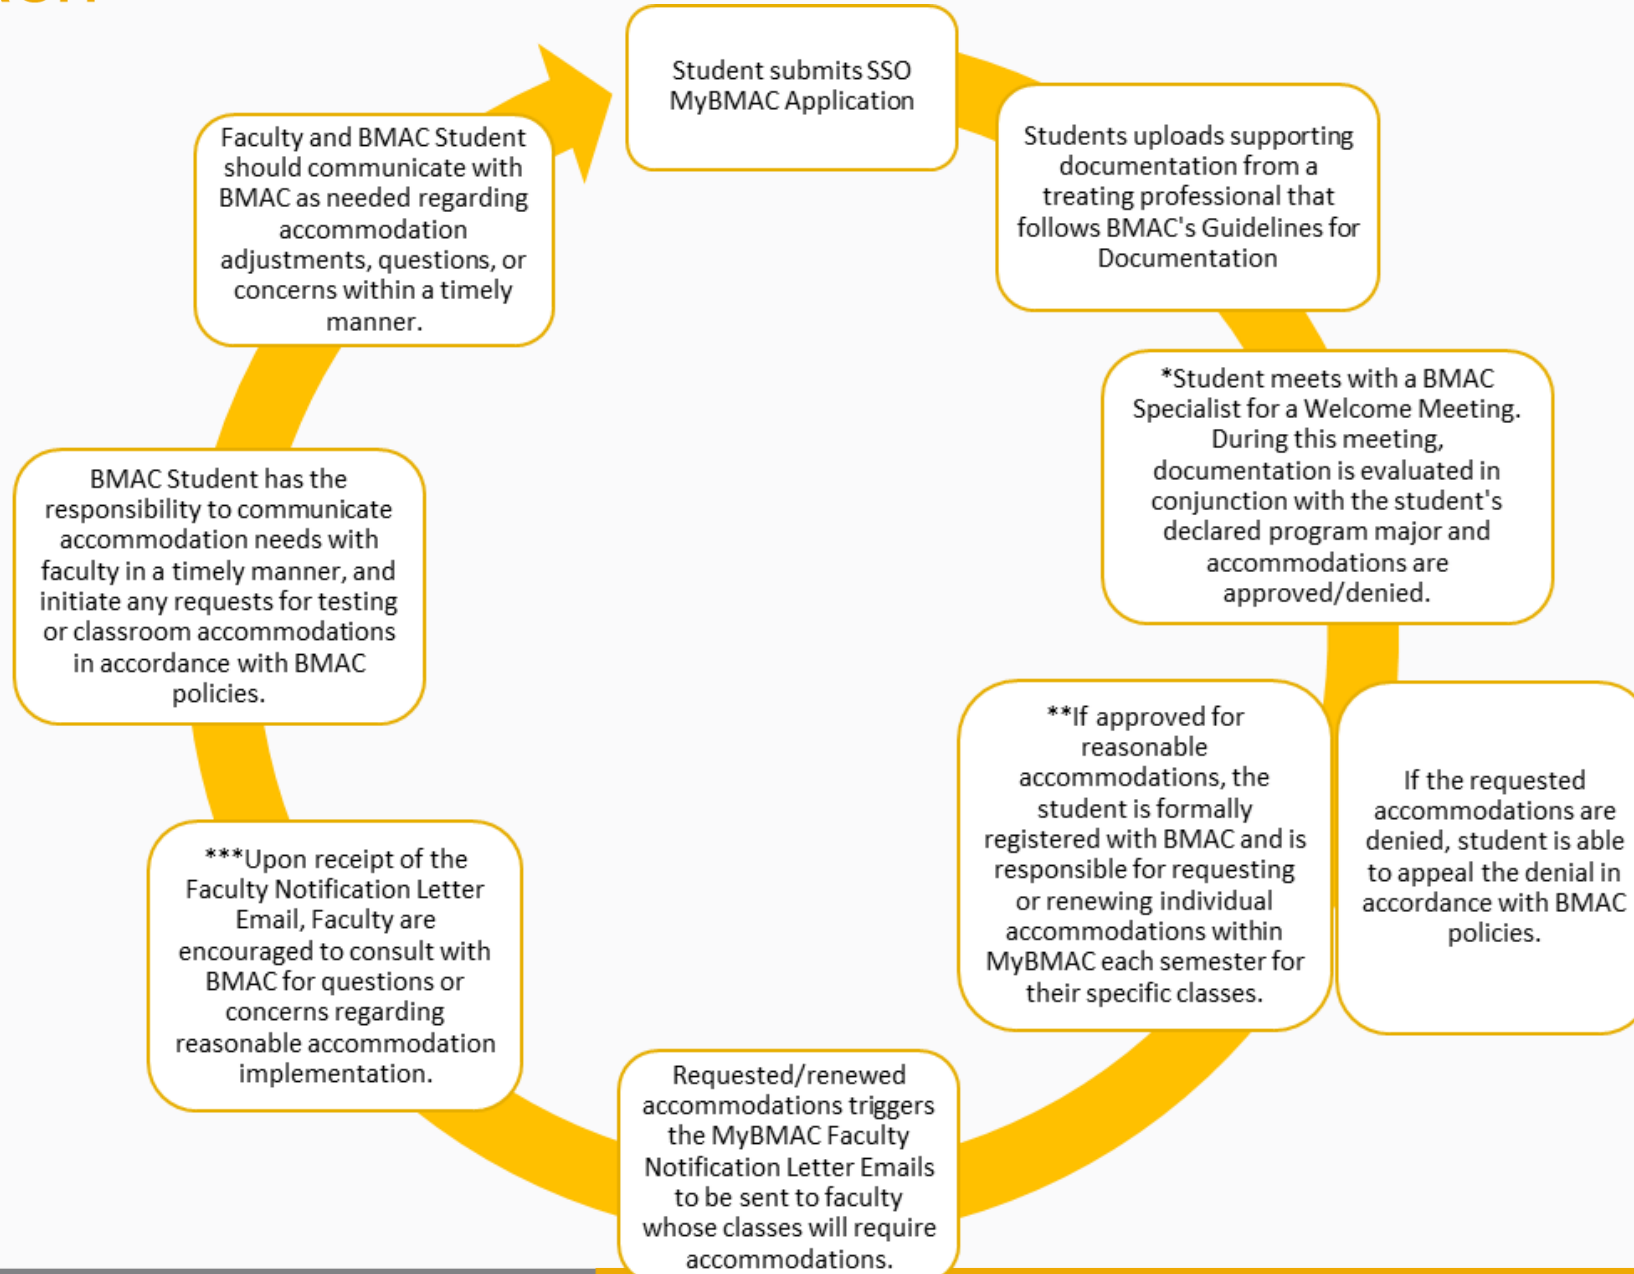 Student submits SSO
MyBMAC Application
Students uploads supporting
documentation from a
treating professional that
follows BMAC's Guidelines for
Documentation
*Student meets with a BMAC
Specialist for a Welcome Meeting.
During this meeting,
documentation is evaluated in
conjunction with the student's
declared program major and
accommodations are
approved/denied.
**If approved for
reasonable
accommodations, the
student is formally
registered with BMAC and is
responsible for requesting
or renewing individual
accommodations within
MyBMAC each semester for
their specific classes.
If the requested
accommodations are
denied, student is able
to appeal the denial in
accordance with BMAC
policies.
Requested/renewed
accommodations triggers
the MyBMAC Faculty
Notification Letter Emails
to be sent to faculty
whose classes will require
accommodations.
***Upon receipt of the
Faculty Notification Letter
Email, Faculty are
encouraged to consult with
BMAC for questions or
concerns regarding
reasonable accommodation
implementation.
BMAC Student has the
responsibility to communicate
accommodation needs with
faculty in a timely manner, and
initiate any requests for testing
or classroom accommodations
in accordance with BMAC
policies.
Faculty and BMAC Student
should communicate with
BMAC as needed regarding
accommodation
adjustments, questions, or
concerns within a timely
manner.